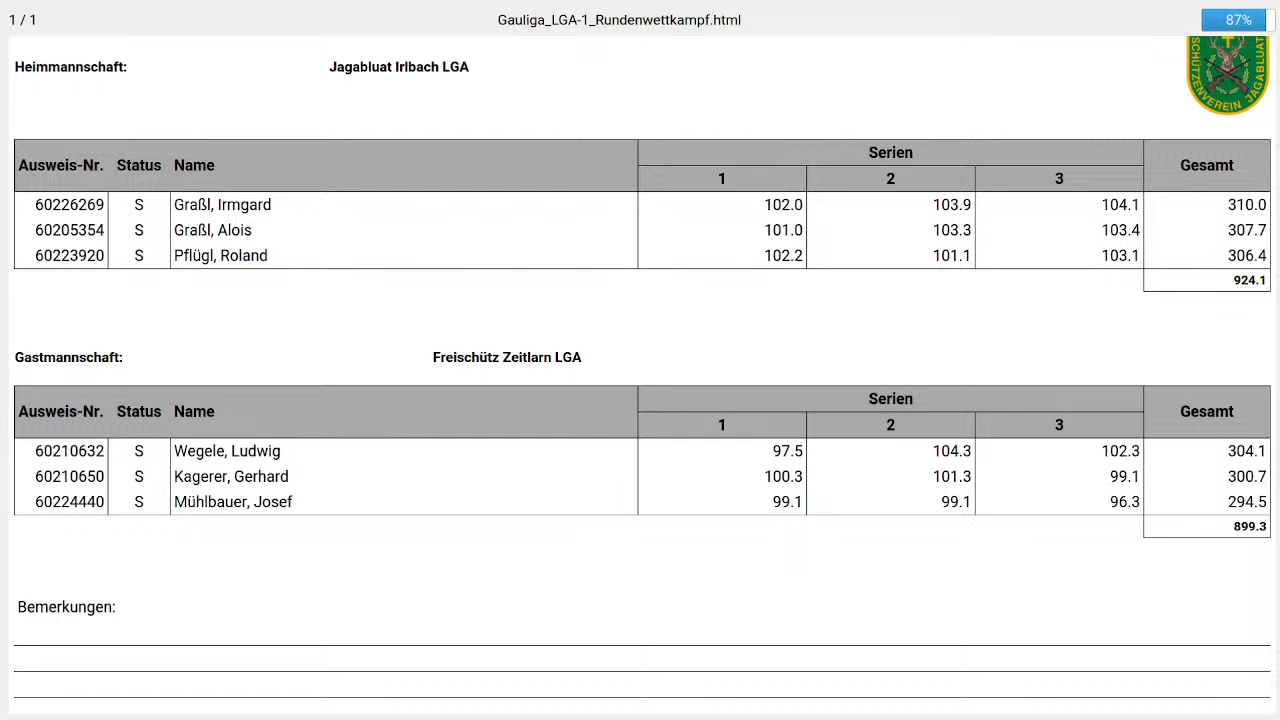 1 / 1 Gauliga_LGA-1_Rundenwettkampf.html 87%
Heimmannschaft: Jagabluat Irlbach LGA
SCHÜTZENVEREIN JAGABLUAT
Ausweis-Nr. Status Name Serien Gesamt
1 2 3
60226269 S Graßl, Irmgard 102.0 103.9 104.1 310.0
60205354 S Graßl, Alois 101.0 103.3 103.4 307.7
60223920 S Pflügl, Roland 102.2 101.1 103.1 306.4
924.1
Gastmannschaft: Freischütz Zeitlarn LGA
Ausweis-Nr. Status Name Serien Gesamt
1 2 3
60210632 S Wegele, Ludwig 97.5 104.3 102.3 304.1
60210650 S Kagerer, Gerhard 100.3 101.3 99.1 300.7
60224440 S Mühlbauer, Josef 99.1 99.1 96.3 294.5
899.3
Bemerkungen: